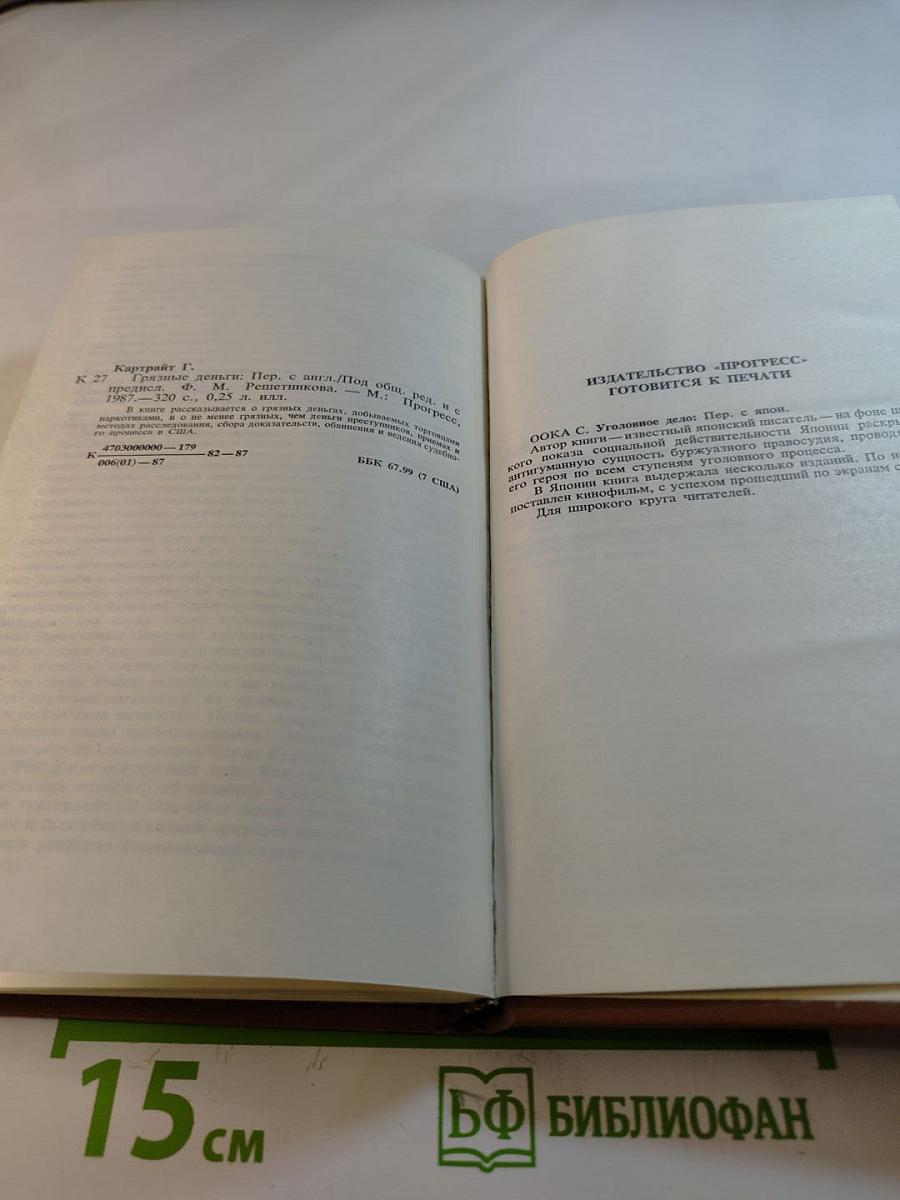 Картрайт Г.
К 27 Грязные деньги: Пер. с англ./Под общ. ред. и с
предисл. Ф. М. Решетникова. — М.: Прогресс,
1987.—320 с., 0,25 л. илл.
В книге рассказывается о грязных деньгах, добываемых торговцами
наркотиками, и о не менее грязных, чем деньги преступников, приемах и
методах расследования, сбора доказательств, обвинения и ведения судебно-
го процесса в США.
К 4703000000—179
006(01)—87
82—87
ББК 67.99 (7 США)
ИЗДАТЕЛЬСТВО «ПРОГРЕСС»
ГОТОВИТСЯ К ПЕЧАТИ
ООКА С. Уголовное дело: Пер. с япон.
Автор книги—известный японский писатель—на фоне
кого показа социальной действительности Японии
антигуманную сущность буржуазного правосудия,
его героя по всем ступеням уголовного процесса.
В Японии книга выдержала несколько изданий. По
поставлен кинофильм, с успехом прошедший по экранам
Для широкого круга читателей.
15 см
БФ БИБЛИОФАН